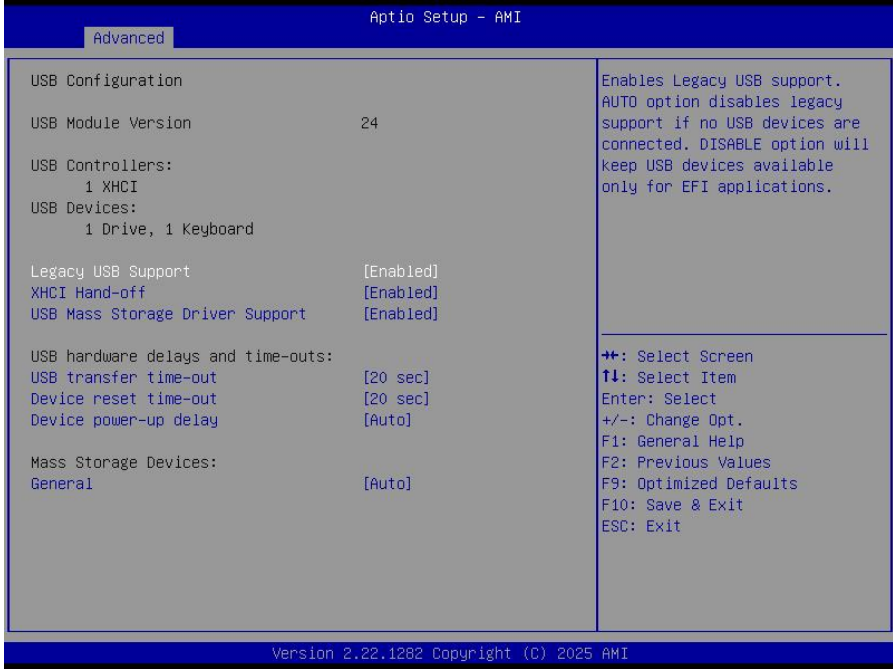 Aptio Setup – AMI
Advanced
USB Configuration
USB Module Version 24
USB Controllers:
1 XHCI
USB Devices:
1 Drive, 1 Keyboard
Legacy USB Support [Enabled]
XHCI Hand-off [Enabled]
USB Mass Storage Driver Support [Enabled]
USB hardware delays and time-outs:
USB transfer time-out [20 sec]
Device reset time-out [20 sec]
Device power-up delay [Auto]
Mass Storage Devices:
General [Auto]
Enables Legacy USB support.
AUTO option disables legacy
support if no USB devices are
connected. DISABLE option will
keep USB devices available
only for EFI applications.
→←: Select Screen
↑↓: Select Item
Enter: Select
+/-: Change Opt.
F1: General Help
F2: Previous Values
F9: Optimized Defaults
F10: Save & Exit
ESC: Exit
Version 2.22.1282 Copyright (C) 2025 AMI